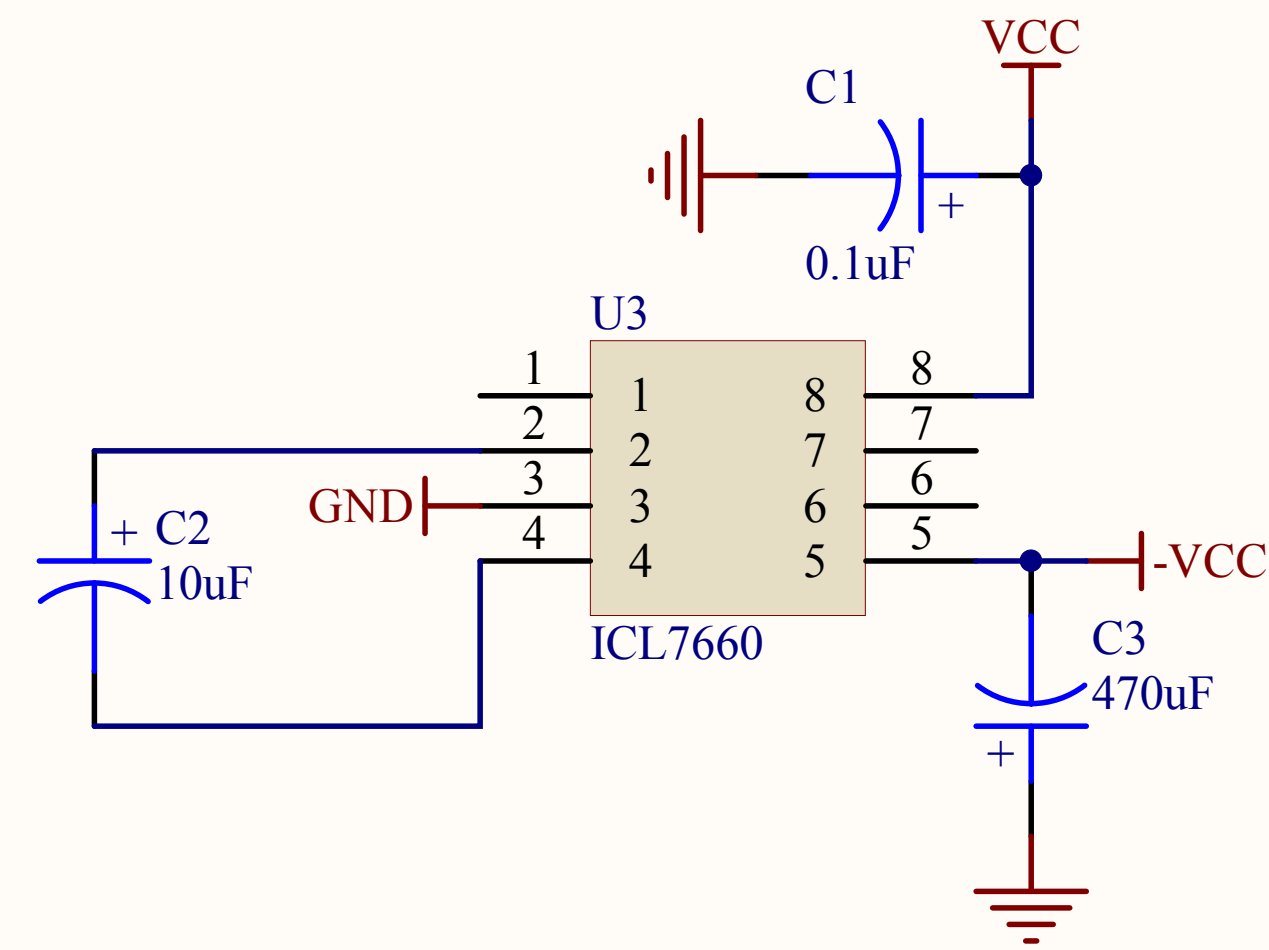 VCC
C1
+
0.1uF
U3
1 1 8 8
2 2 7 7
GND 3 3 6 6
4 4 5 5
-VCC
+ C2
10uF
ICL7660
C3
470uF
+